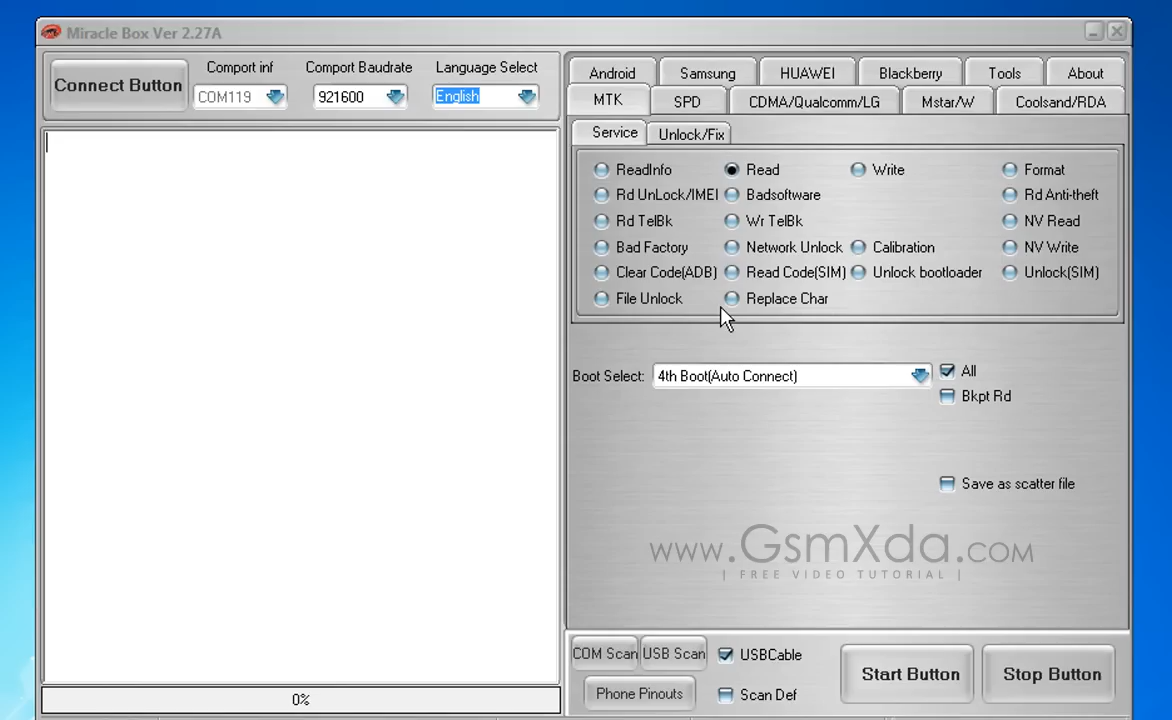 Miracle Box Ver 2.27A
Connect Button
Comport inf
Comport Baudrate
Language Select
COM119
921600
English
Android
Samsung
HUAWEI
Blackberry
Tools
About
MTK
SPD
CDMA/Qualcomm/LG
Mstar/W
Coolsand/RDA
Service
Unlock/Fix
ReadInfo
Read
Write
Format
Rd UnLock/IMEI
Badsoftware
Rd Anti-theft
Rd TelBk
Wr TelBk
NV Read
Bad Factory
Network Unlock
Calibration
NV Write
Clear Code(ADB)
Read Code(SIM)
Unlock bootloader
Unlock(SIM)
File Unlock
Replace Char
Boot Select:
4th Boot(Auto Connect)
All
Bkpt Rd
Save as scatter file
www.GsmXda.com
| FREE VIDEO TUTORIAL |
COM Scan
USB Scan
USBCable
Start Button
Stop Button
Phone Pinouts
Scan Def
0%